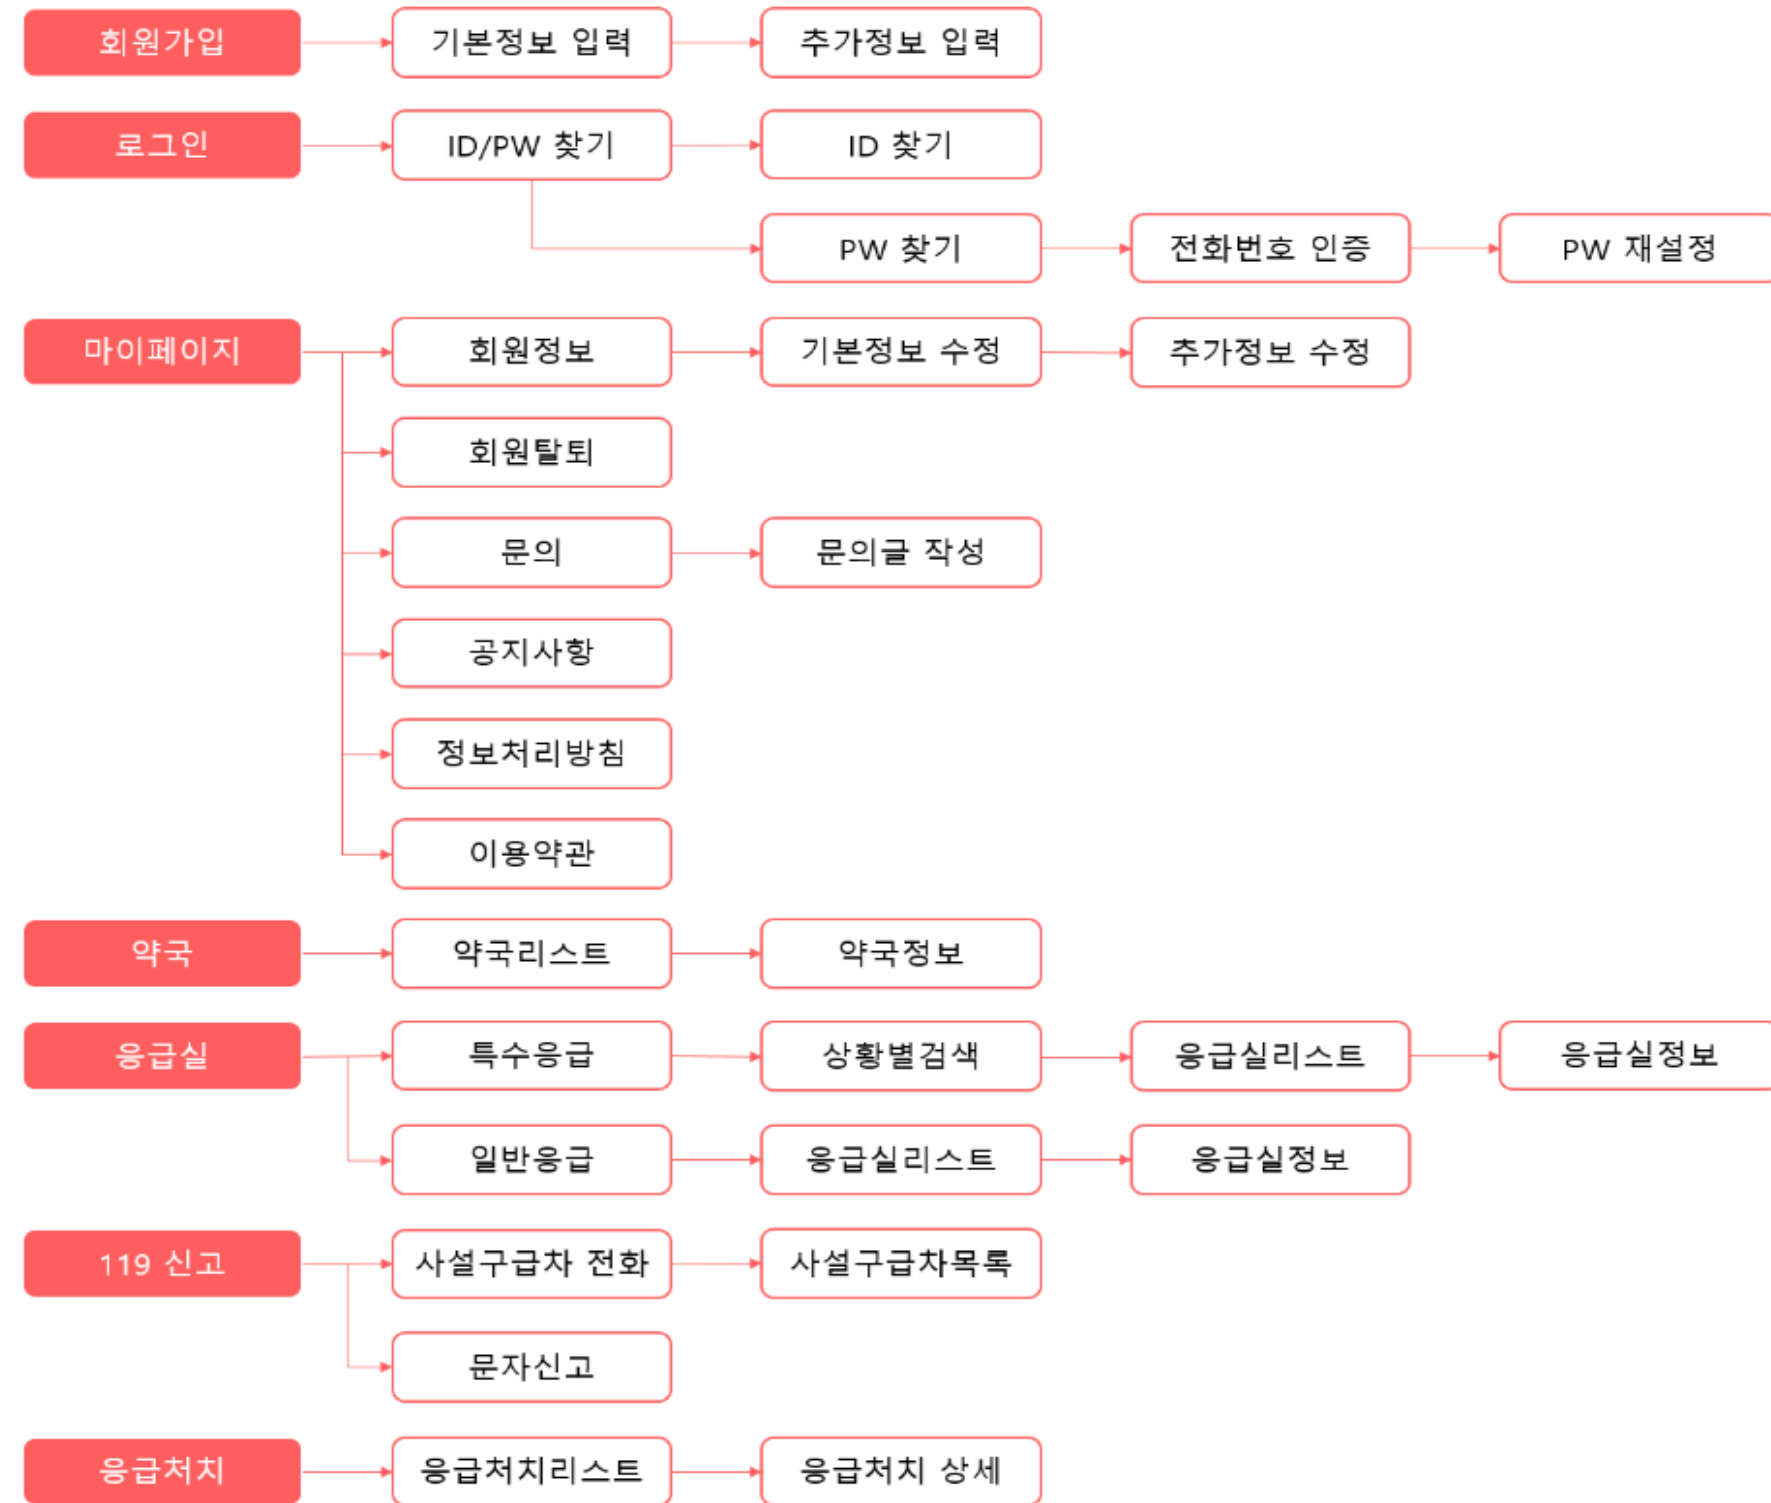 회원가입
기본정보 입력
추가정보 입력
로그인
ID/PW 찾기
ID 찾기
PW 찾기
전화번호 인증
PW 재설정
마이페이지
회원정보
기본정보 수정
추가정보 수정
회원탈퇴
문의
문의글 작성
공지사항
정보처리방침
이용약관
약국
약국리스트
약국정보
응급실
특수응급
상황별검색
응급실리스트
응급실정보
일반응급
응급실리스트
응급실정보
119 신고
사설구급차 전화
사설구급차목록
문자신고
응급처치
응급처치리스트
응급처치 상세